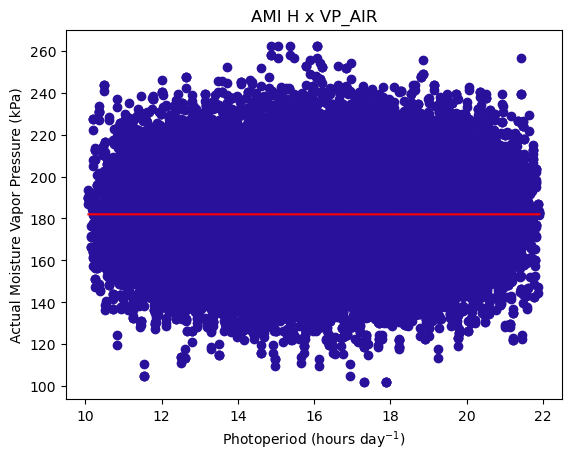 AMI H x VP_AIR
Actual Moisture Vapor Pressure (kPa)
260
240
220
200
180
160
140
120
100
10 12 14 16 18 20 22
Photoperiod (hours day⁻¹)